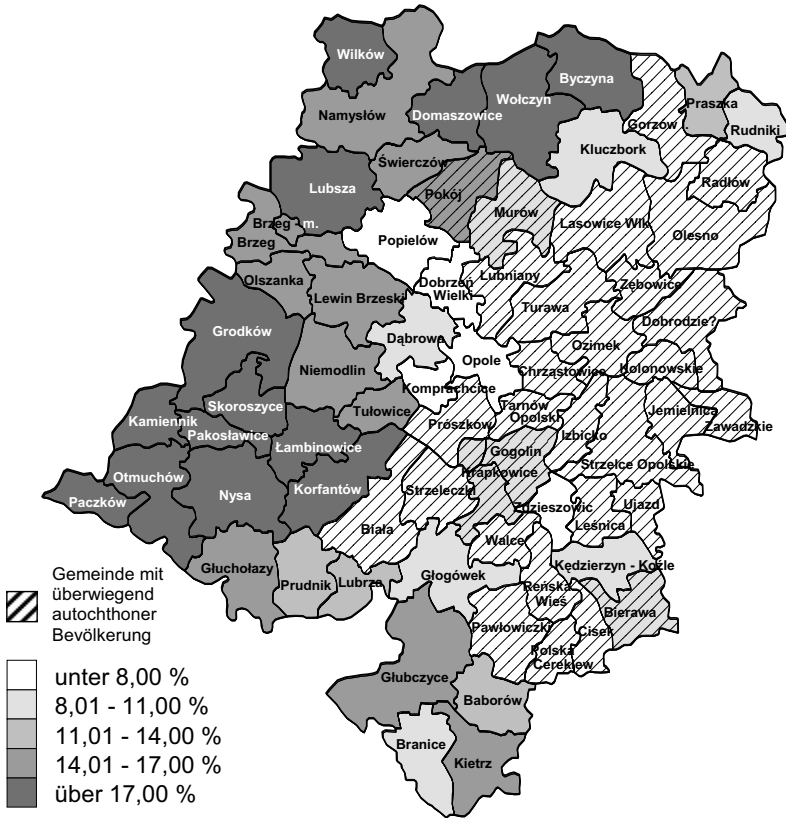 Wilków
Byczyna
Wołczyn
Praszka
Namysłów
Domaszowice
Gorzów
Rudniki
Kluczbork
Świerczów
Radłów
Lubsza
Pokój
Murów
Brzeg - m.
Lasowice Wlk.
Olesno
Brzeg
Popielów
Olszanka
Dobrzeń
Wielki
Łubniany
Zębowice
Lewin Brzeski
Turawa
Dobrodzie?
Grodków
Dąbrowa
Ozimek
Opole
Niemodlin
Chrząstowice
Kolonowskie
Komprachcice
Skoroszyce
Tułowice
Tarnów
Opolski
Jemielnica
Kamiennik
Prószków
Zawadzkie
Pakosławice
Izbicko
Łambinowice
Gogolin
Strzelce Opolskie
Otmuchów
Krapkowice
Paczków
Nysa
Korfantów
Strzeleczki
Zdzieszowic
Ujazd
Biała
Leśnica
Walce
Głuchołazy
Kędzierzyn - Koźle
Prudnik
Lubrza
Głogówek
Reńska
Wieś
Bierawa
Pawłowiczki
Cisek
Polska
Cerekiew
Głubczyce
Baborów
Branice
Kietrz
Gemeinde mit
überwiegend
autochthoner
Bevölkerung
unter 8,00 %
8,01 - 11,00 %
11,01 - 14,00 %
14,01 - 17,00 %
über 17,00 %